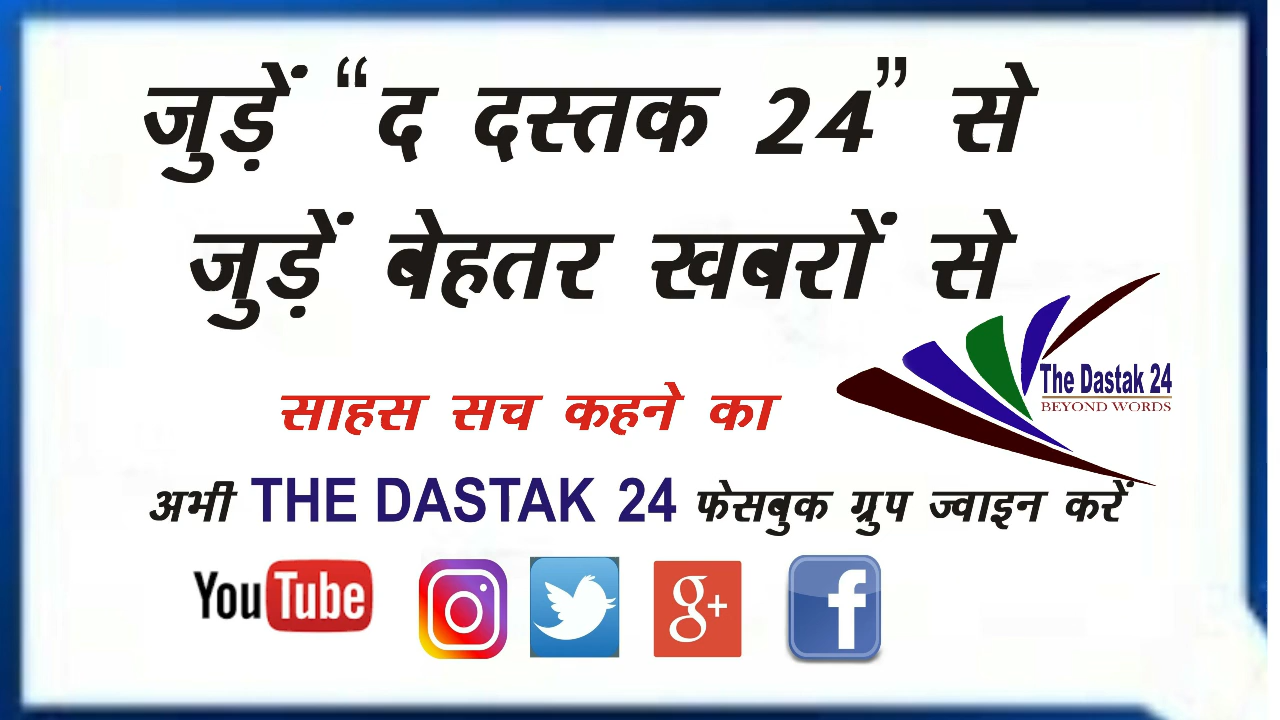 जुड़ें “द दस्तक 24” से
जुड़ें बेहतर खबरों से
The Dastak 24
BEYOND WORDS
साहस सच कहने का
अभी THE DASTAK 24 फेसबुक ग्रुप ज्वाइन करें
YouTube
g+
f